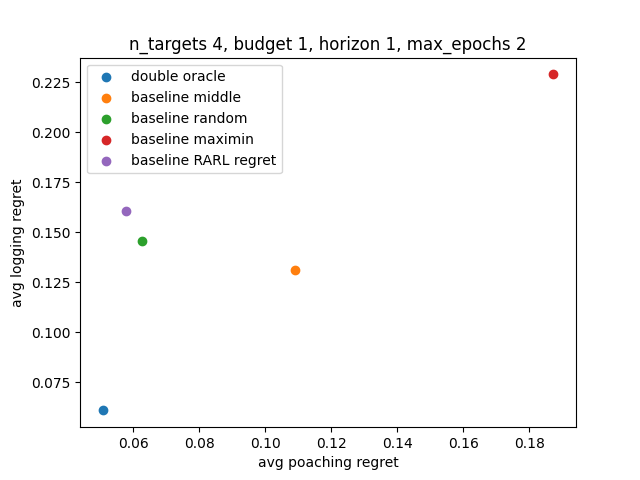 n_targets 4, budget 1, horizon 1, max_epochs 2
double oracle
baseline middle
baseline random
baseline maximin
baseline RARL regret
avg logging regret
0.225
0.200
0.175
0.150
0.125
0.100
0.075
0.06 0.08 0.10 0.12 0.14 0.16 0.18
avg poaching regret